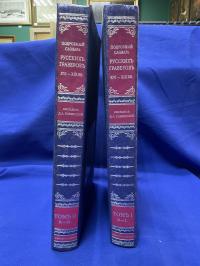 ПОДРОБНЫЙ
СЛОВАРЬ
РУССКИХЪ
ГРАВЕРОВЪ
XVI – XIX ВВ.
ТОМЪ II
ПОДРОБНЫЙ
СЛОВАРЬ
РУССКИХЪ
ГРАВЕРОВЪ
XVI – XIX ВВ.
ТОМЪ I